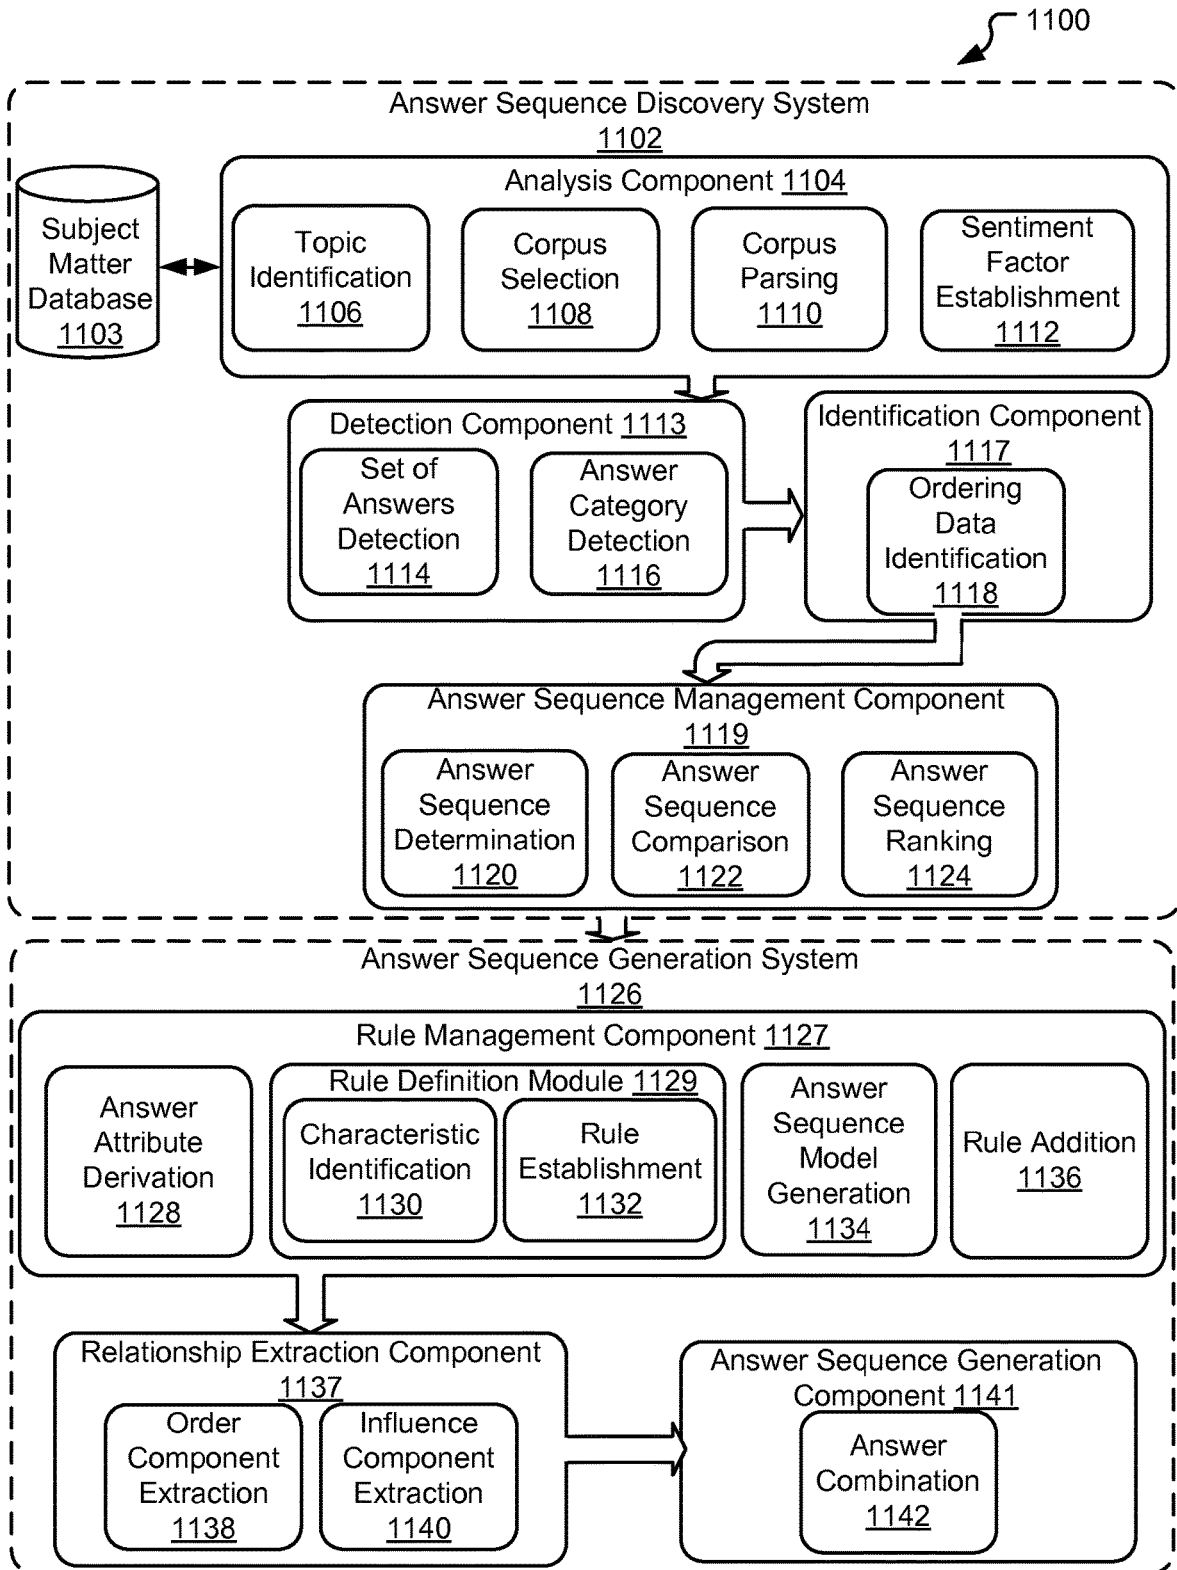 1100
Answer Sequence Discovery System
1102
Subject
Matter
Database
1103
Analysis Component 1104
Topic
Identification
1106
Corpus
Selection
1108
Corpus
Parsing
1110
Sentiment
Factor
Establishment
1112
Detection Component 1113
Set of
Answers
Detection
1114
Answer
Category
Detection
1116
Identification Component
1117
Ordering
Data
Identification
1118
Answer Sequence Management Component
1119
Answer
Sequence
Determination
1120
Answer
Sequence
Comparison
1122
Answer
Sequence
Ranking
1124
Answer Sequence Generation System
1126
Rule Management Component 1127
Answer
Attribute
Derivation
1128
Rule Definition Module 1129
Characteristic
Identification
1130
Rule
Establishment
1132
Answer
Sequence
Model
Generation
1134
Rule Addition
1136
Relationship Extraction Component
1137
Order
Component
Extraction
1138
Influence
Component
Extraction
1140
Answer Sequence Generation
Component 1141
Answer
Combination
1142